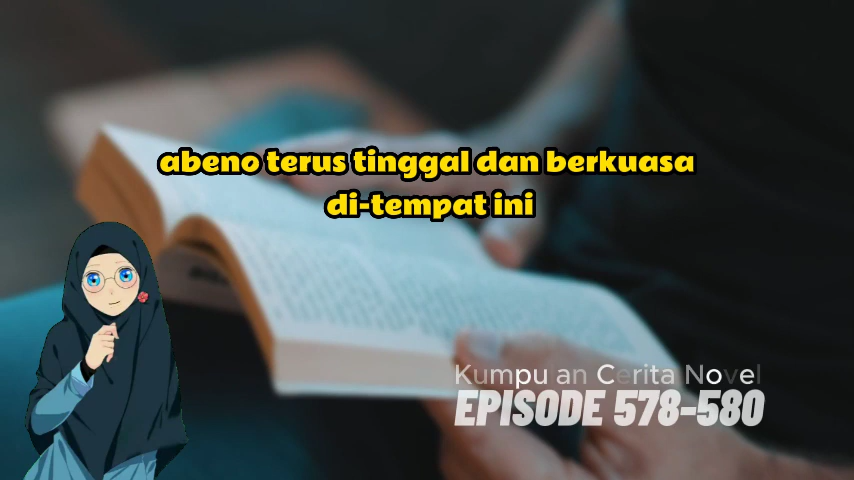 abeno terus tinggal dan berkuasa
di-tempat ini
Kumpu an Cerita Novel
EPISODE 578-580